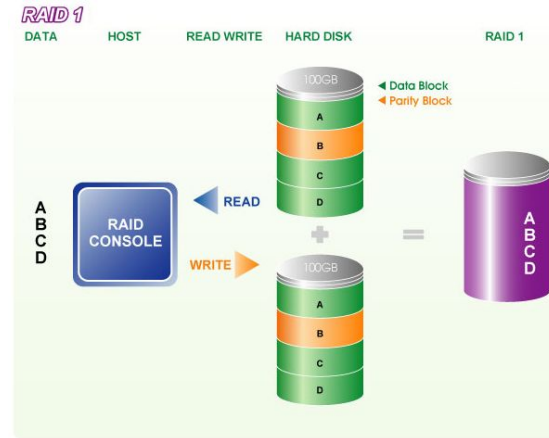 RAID 1
DATA HOST READ WRITE HARD DISK RAID 1
100GB
◀ Data Block
◀ Parity Block
A
B
C
D
A
B
C
D
RAID
CONSOLE
READ
WRITE
+
=
100GB
A
B
C
D
A
B
C
D